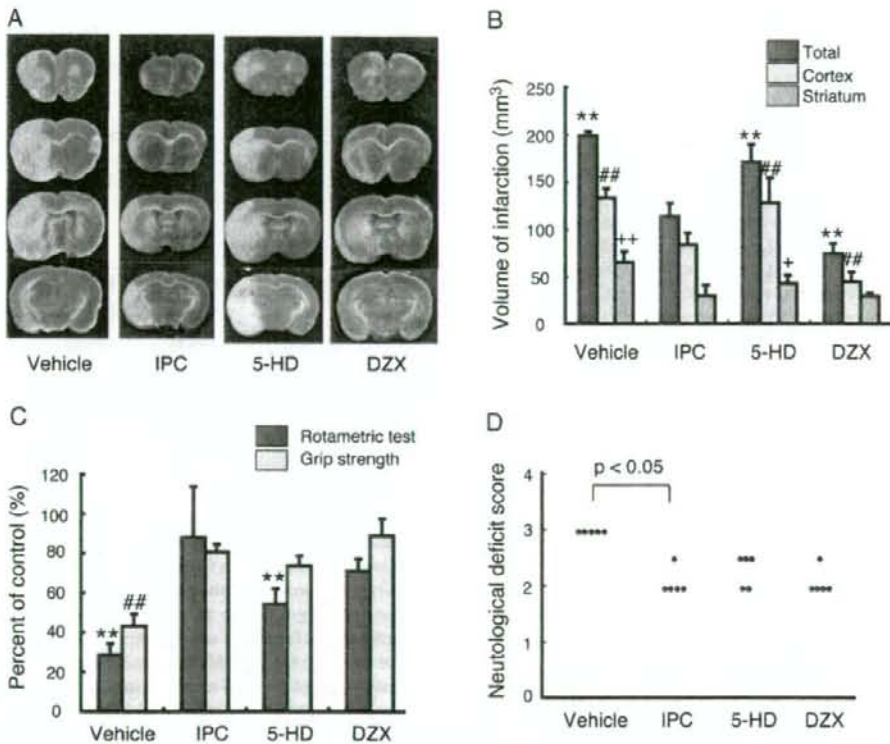 A
Vehicle IPC 5-HD DZX
B
Total
Cortex
Striatum
Volume of infarction (mm³)
250
200
150
100
50
0
** ## ++
** ## +
** ##
Vehicle IPC 5-HD DZX
C
Rotametric test
Grip strength
Percent of control (%)
120
100
80
60
40
20
0
** ##
**
Vehicle IPC 5-HD DZX
D
p < 0.05
Neutological deficit score
4
3
2
1
0
Vehicle IPC 5-HD DZX